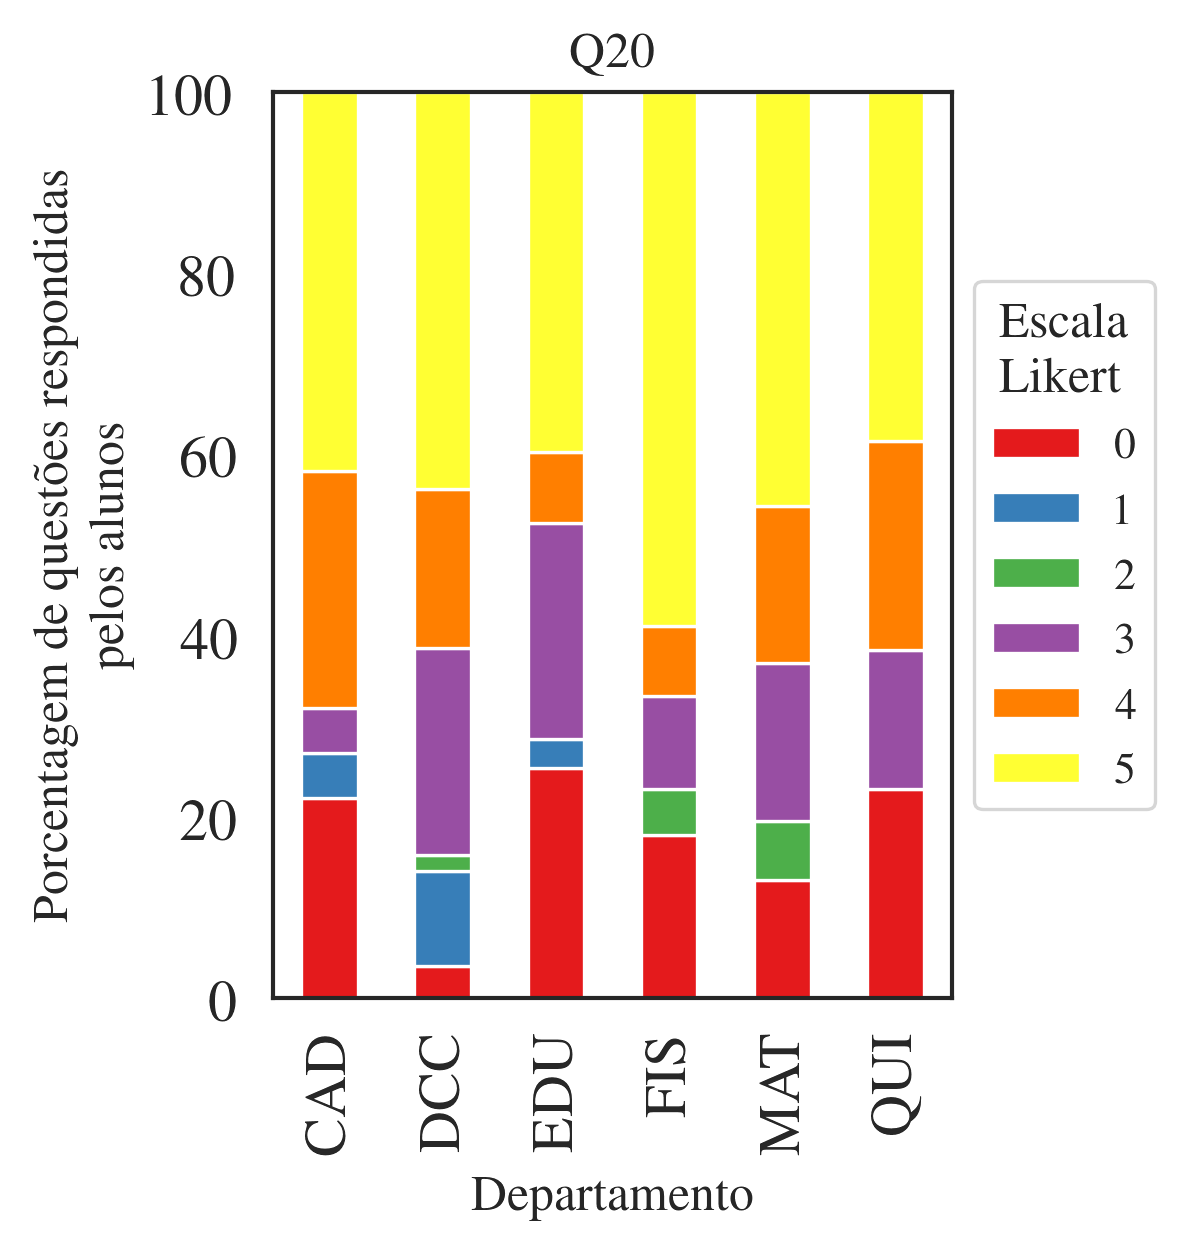 Q20
Porcentagem de questões respondidas
pelos alunos
100
80
60
40
20
0
CAD
DCC
EDU
FIS
MAT
QUI
Departamento
Escala
Likert
0
1
2
3
4
5